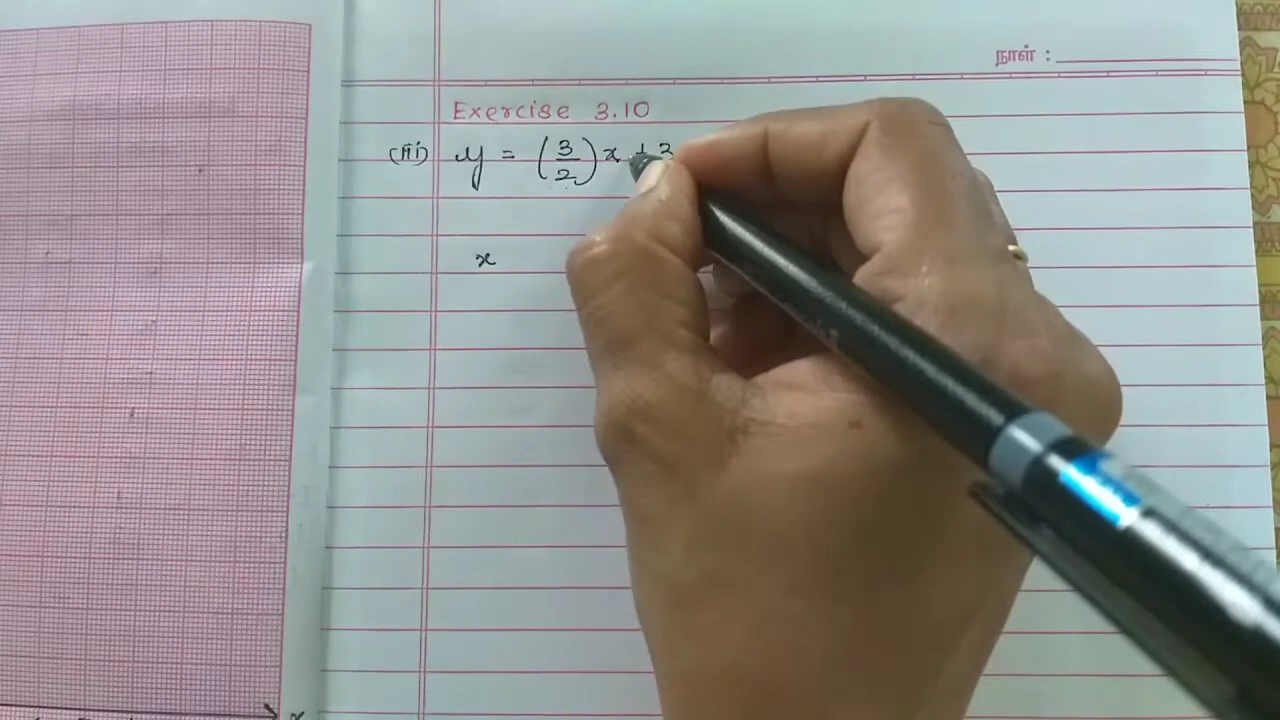 நாள் :
Exercise 3.10
(iii) y = (3/2)x + 3
x
x